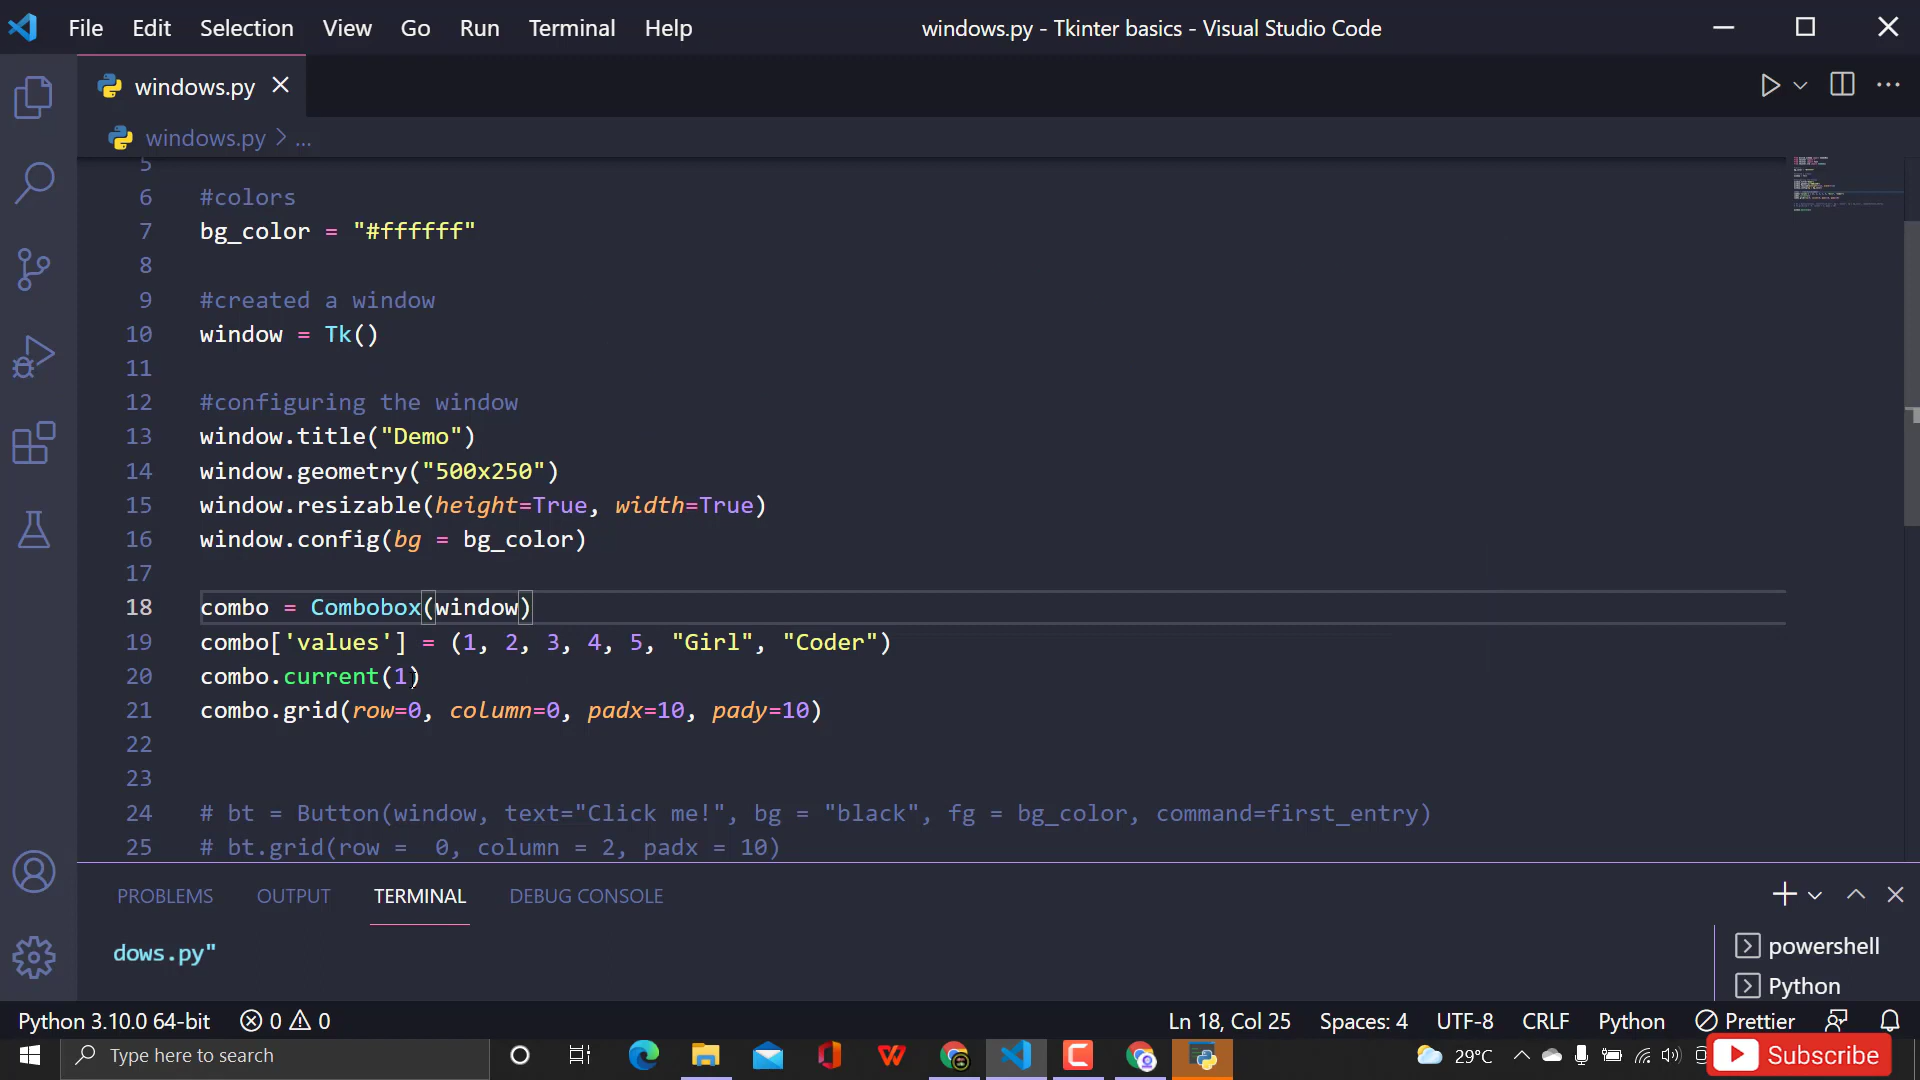 File Edit Selection View Go Run Terminal Help windows.py - Tkinter basics - Visual Studio Code
windows.py
windows.py > ...
5
6 #colors
7 bg_color = "#ffffff"
8
9 #created a window
10 window = Tk()
11
12 #configuring the window
13 window.title("Demo")
14 window.geometry("500x250")
15 window.resizable(height=True, width=True)
16 window.config(bg = bg_color)
17
18 combo = Combobox(window)
19 combo['values'] = (1, 2, 3, 4, 5, "Girl", "Coder")
20 combo.current(1)
21 combo.grid(row=0, column=0, padx=10, pady=10)
22
23
24 # bt = Button(window, text="Click me!", bg = "black", fg = bg_color, command=first_entry)
25 # bt.grid(row =  0, column = 2, padx = 10)
PROBLEMS OUTPUT TERMINAL DEBUG CONSOLE
dows.py"
powershell
Python
Python 3.10.0 64-bit 0 0 Ln 18, Col 25 Spaces: 4 UTF-8 CRLF Python Prettier
Type here to search 29°C Subscribe